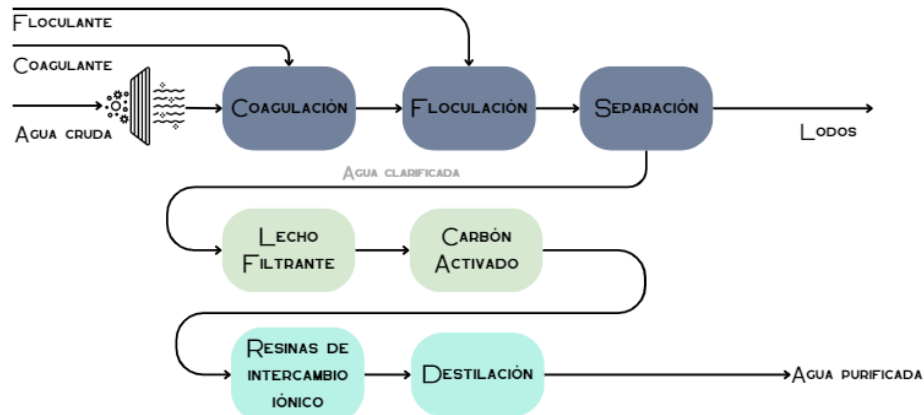 Floculante
Coagulante
Agua cruda
Coagulación
Floculación
Separación
Lodos
Agua clarificada
Lecho
Filtrante
Carbón
Activado
Resinas de
intercambio
iónico
Destilación
Agua purificada